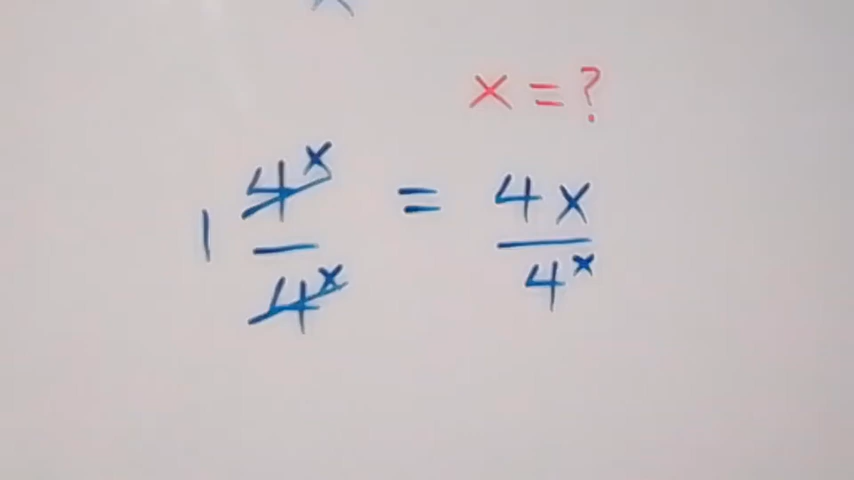 x = ?
1 4^x/4^x = 4x/4^x